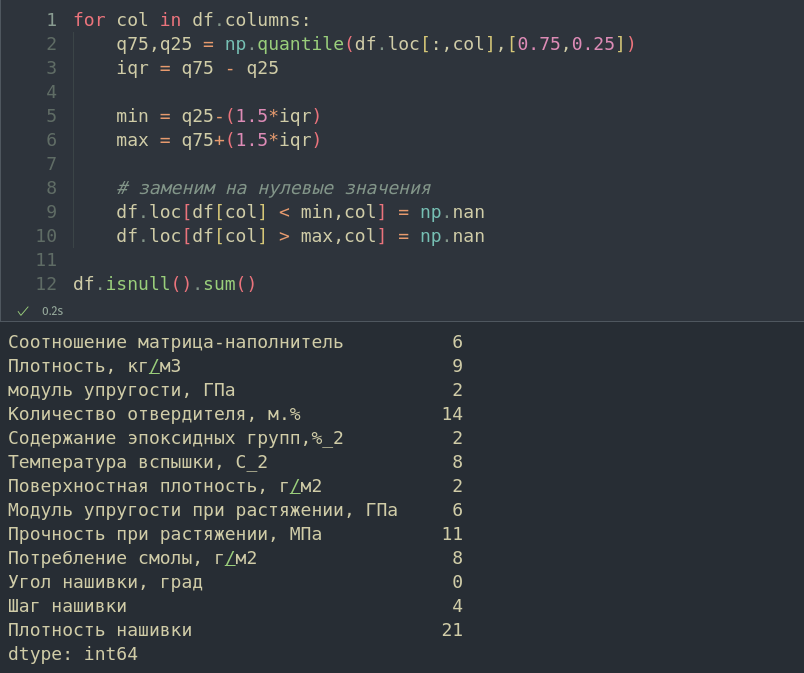 1 for col in df.columns:
2     q75,q25 = np.quantile(df.loc[:,col],[0.75,0.25])
3     iqr = q75 - q25
4
5     min = q25-(1.5*iqr)
6     max = q75+(1.5*iqr)
7
8     # заменим на нулевые значения
9     df.loc[df[col] < min,col] = np.nan
10     df.loc[df[col] > max,col] = np.nan
11
12 df.isnull().sum()
0.2s
Соотношение матрица-наполнитель 6
Плотность, кг/м3 9
модуль упругости, ГПа 2
Количество отвердителя, м.% 14
Содержание эпоксидных групп,%_2 2
Температура вспышки, С_2 8
Поверхностная плотность, г/м2 2
Модуль упругости при растяжении, ГПа 6
Прочность при растяжении, МПа 11
Потребление смолы, г/м2 8
Угол нашивки, град 0
Шаг нашивки 4
Плотность нашивки 21
dtype: int64